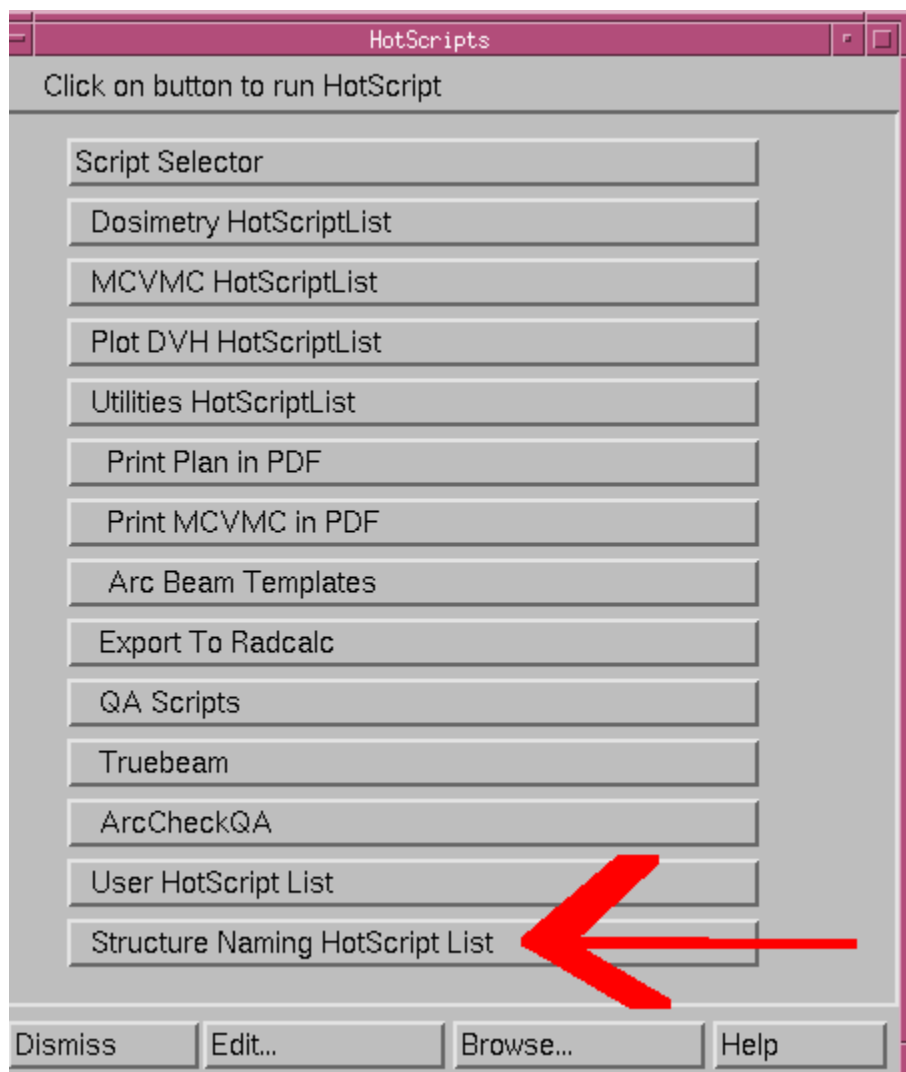 HotScripts
Click on button to run HotScript
Script Selector
Dosimetry HotScriptList
MCVMC HotScriptList
Plot DVH HotScriptList
Utilities HotScriptList
Print Plan in PDF
Print MCVMC in PDF
Arc Beam Templates
Export To Radcalc
QA Scripts
Truebeam
ArcCheckQA
User HotScript List
Structure Naming HotScript List
Dismiss Edit... Browse... Help